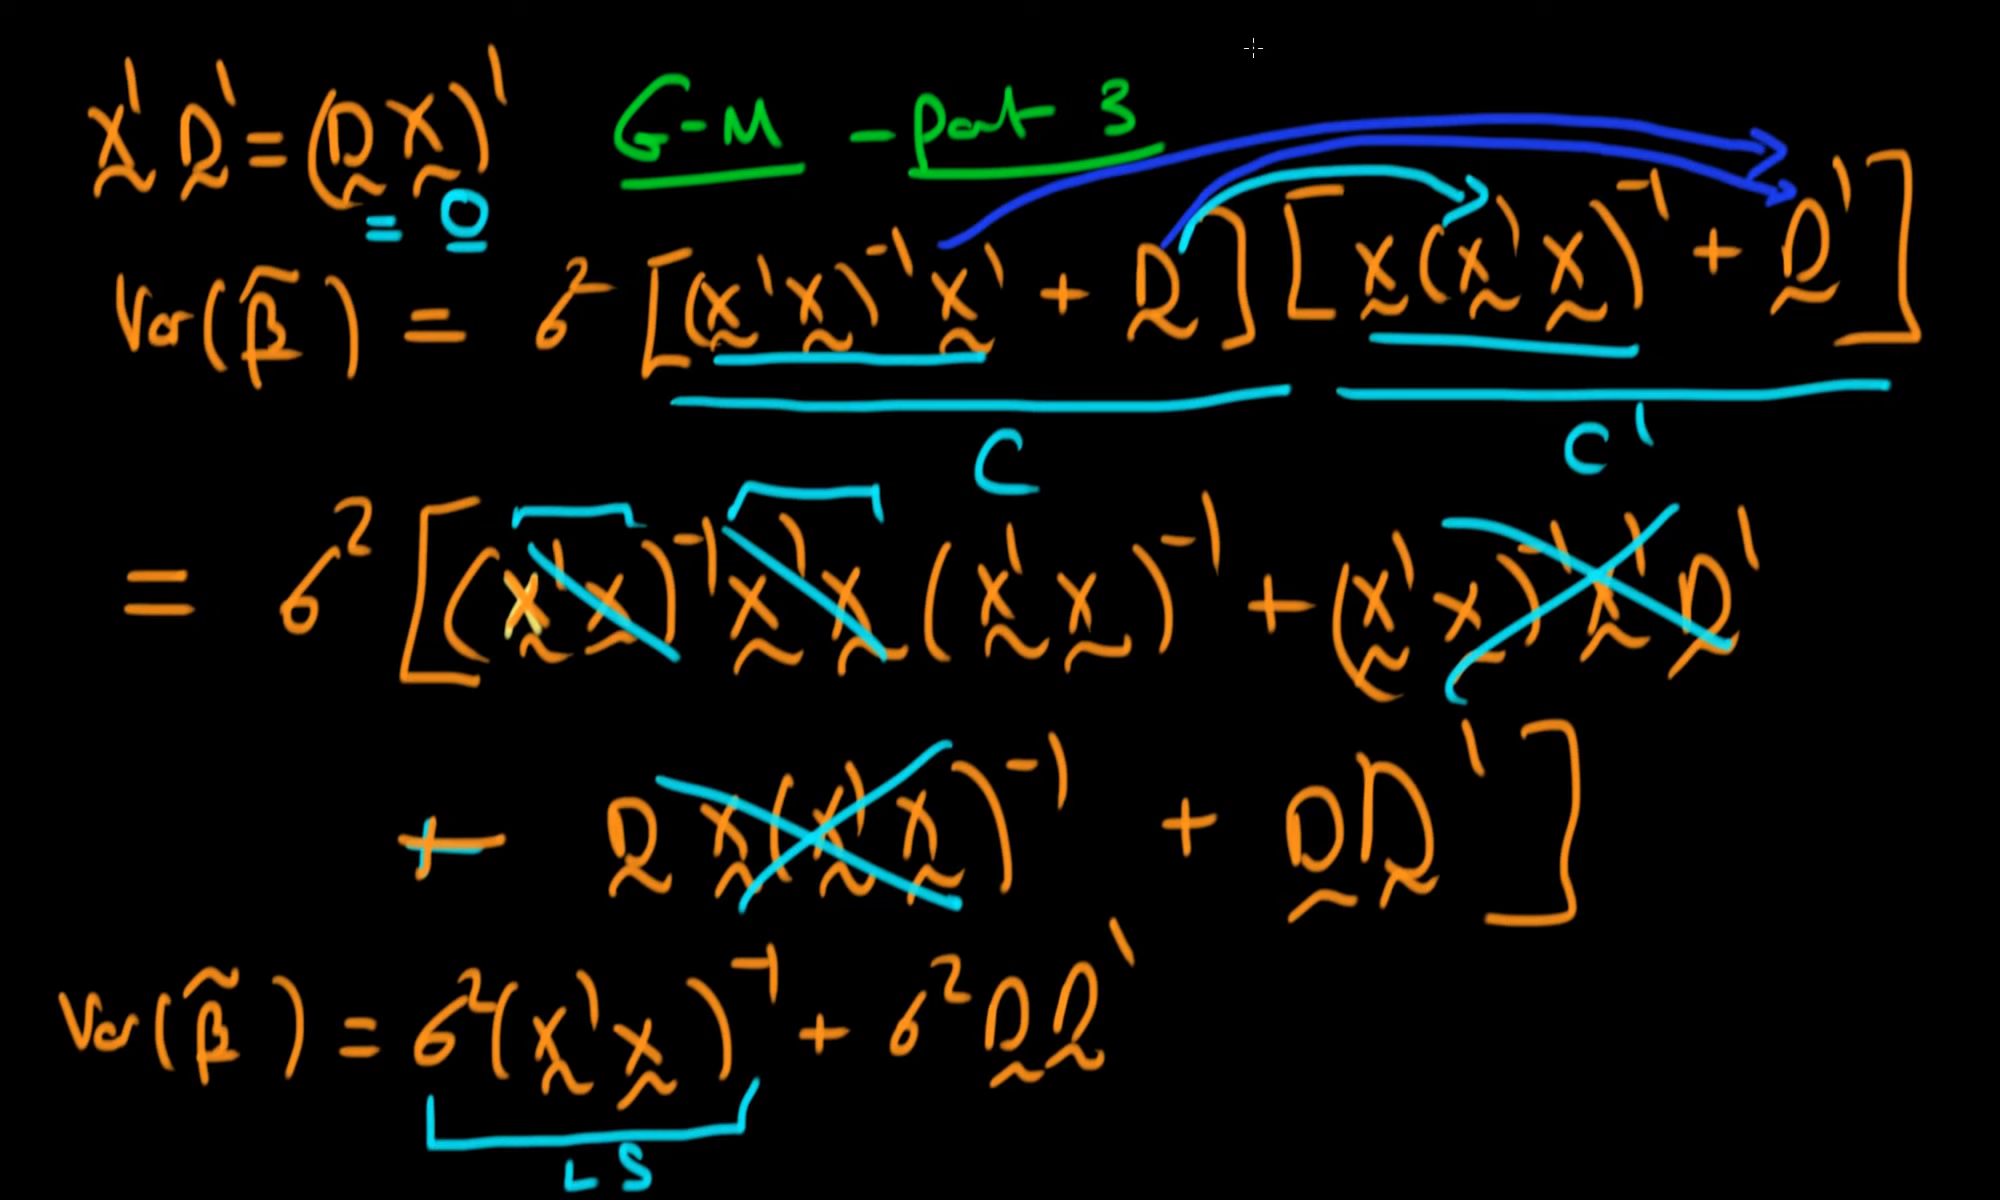 X'D' = (DX)' G-M - Part 3
= 0
Var(β̃) = σ² [(X'X)⁻¹X' + D] [X(X'X)⁻¹ + D']
C C'
= σ² [(X'X)⁻¹X'X(X'X)⁻¹ + (X'X)⁻¹X'D'
+ DX(X'X)⁻¹ + DD']
Var(β̃) = σ²(X'X)⁻¹ + σ²DD'
LS